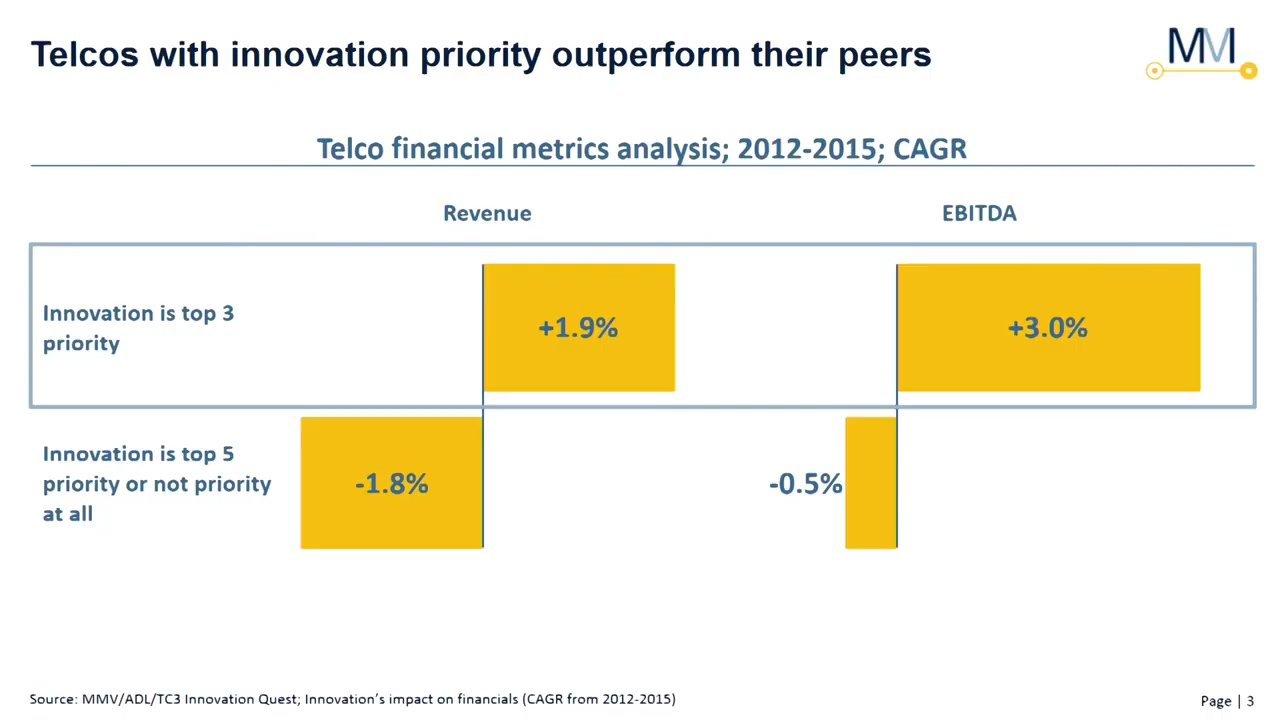 Telcos with innovation priority outperform their peers
MVI
Telco financial metrics analysis; 2012-2015; CAGR
Revenue
EBITDA
Innovation is top 3
priority
+1.9%
+3.0%
Innovation is top 5
priority or not priority
at all
-1.8%
-0.5%
Source: MMV/ADL/TC3 Innovation Quest; Innovation's impact on financials (CAGR from 2012-2015)
Page | 3